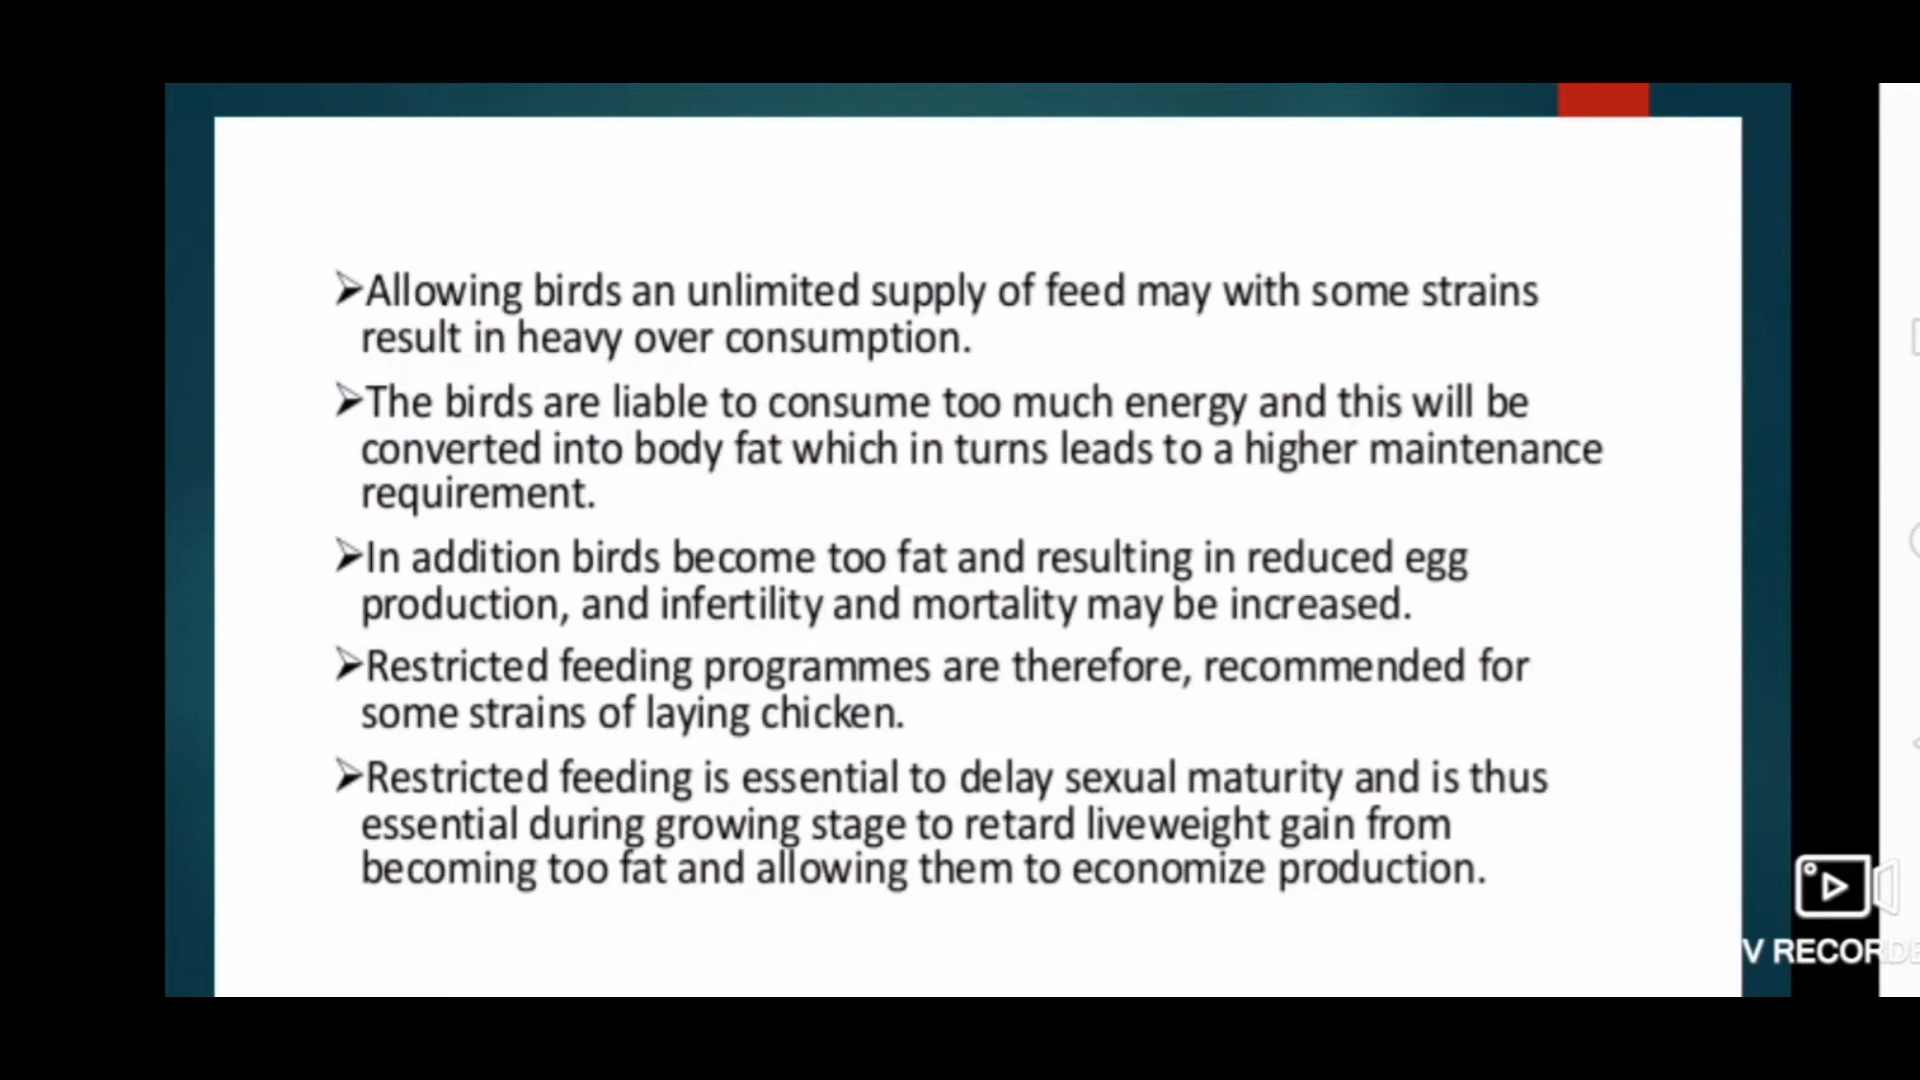 ➢Allowing birds an unlimited supply of feed may with some strains
result in heavy over consumption.
➢The birds are liable to consume too much energy and this will be
converted into body fat which in turns leads to a higher maintenance
requirement.
➢In addition birds become too fat and resulting in reduced egg
production, and infertility and mortality may be increased.
➢Restricted feeding programmes are therefore, recommended for
some strains of laying chicken.
➢Restricted feeding is essential to delay sexual maturity and is thus
essential during growing stage to retard liveweight gain from
becoming too fat and allowing them to economize production.
V RECORDE